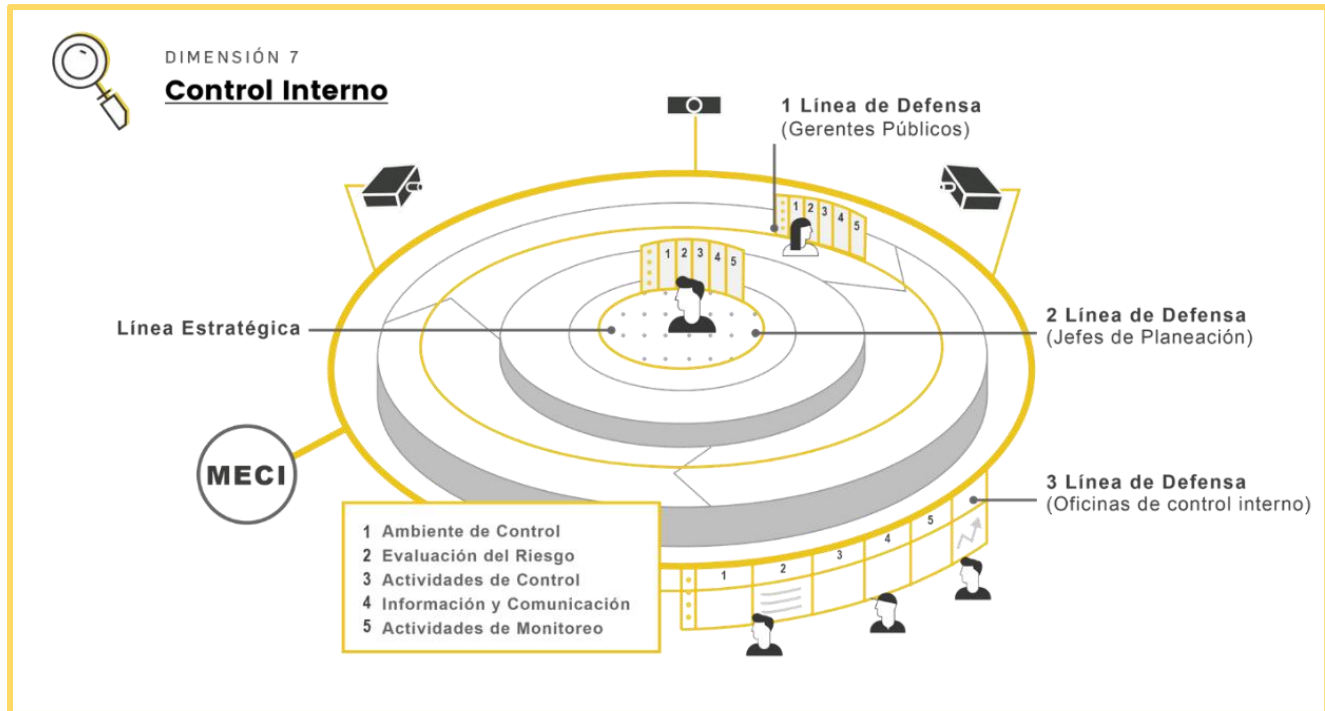 DIMENSIÓN 7
Control Interno
1 Línea de Defensa
(Gerentes Públicos)
1 2 3 4 5
1 2 3 4 5
Línea Estratégica
2 Línea de Defensa
(Jefes de Planeación)
MECI
3 Línea de Defensa
(Oficinas de control interno)
1 Ambiente de Control
2 Evaluación del Riesgo
3 Actividades de Control
4 Información y Comunicación
5 Actividades de Monitoreo
1 2 3 4 5